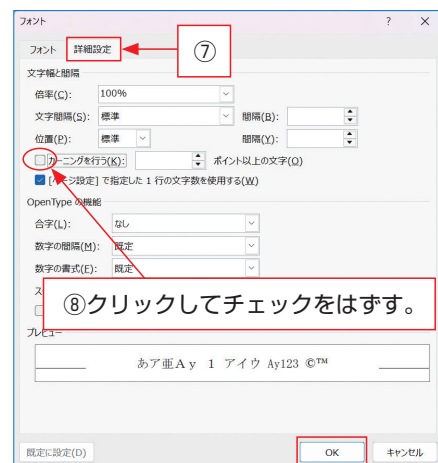 フォント ? ×
フォント 詳細設定 ⑦
文字幅と間隔
倍率(C): 100%
文字間隔(S): 標準 間隔(B):
位置(P): 標準 間隔(Y):
カーニングを行う(K): ポイント以上の文字(O)
[ページ設定] で指定した 1 行の文字数を使用する(W)
OpenType の機能
合字(L): なし
数字の間隔(M): 既定
数字の書式(F): 既定
ス
⑧クリックしてチェックをはずす。
プレビュー
あア亜Ay 1 アイウ Ay123 ©™
既定に設定(D) OK キャンセル